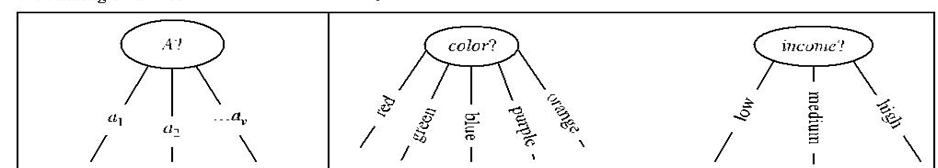 A?
a1
a2
...av
color?
red
green
blue
purple
orange
income?
low
medium
high